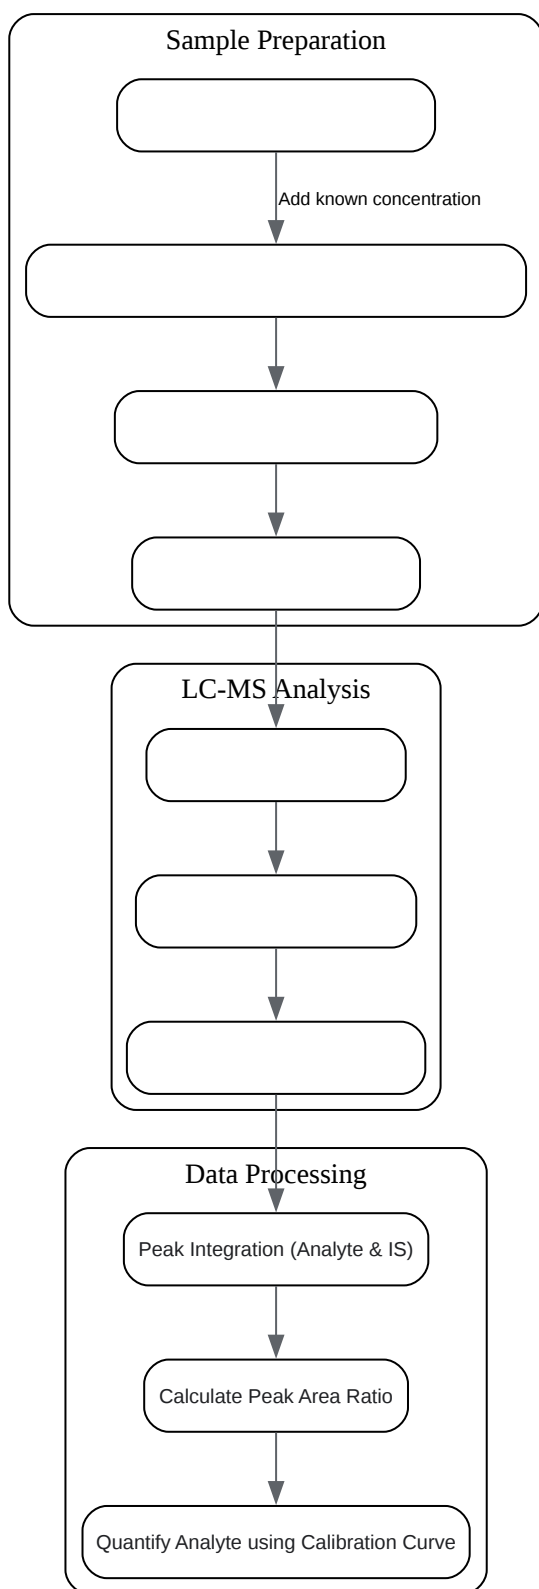 Sample Preparation
Add known concentration
LC-MS Analysis
Data Processing
Peak Integration (Analyte & IS)
Calculate Peak Area Ratio
Quantify Analyte using Calibration Curve